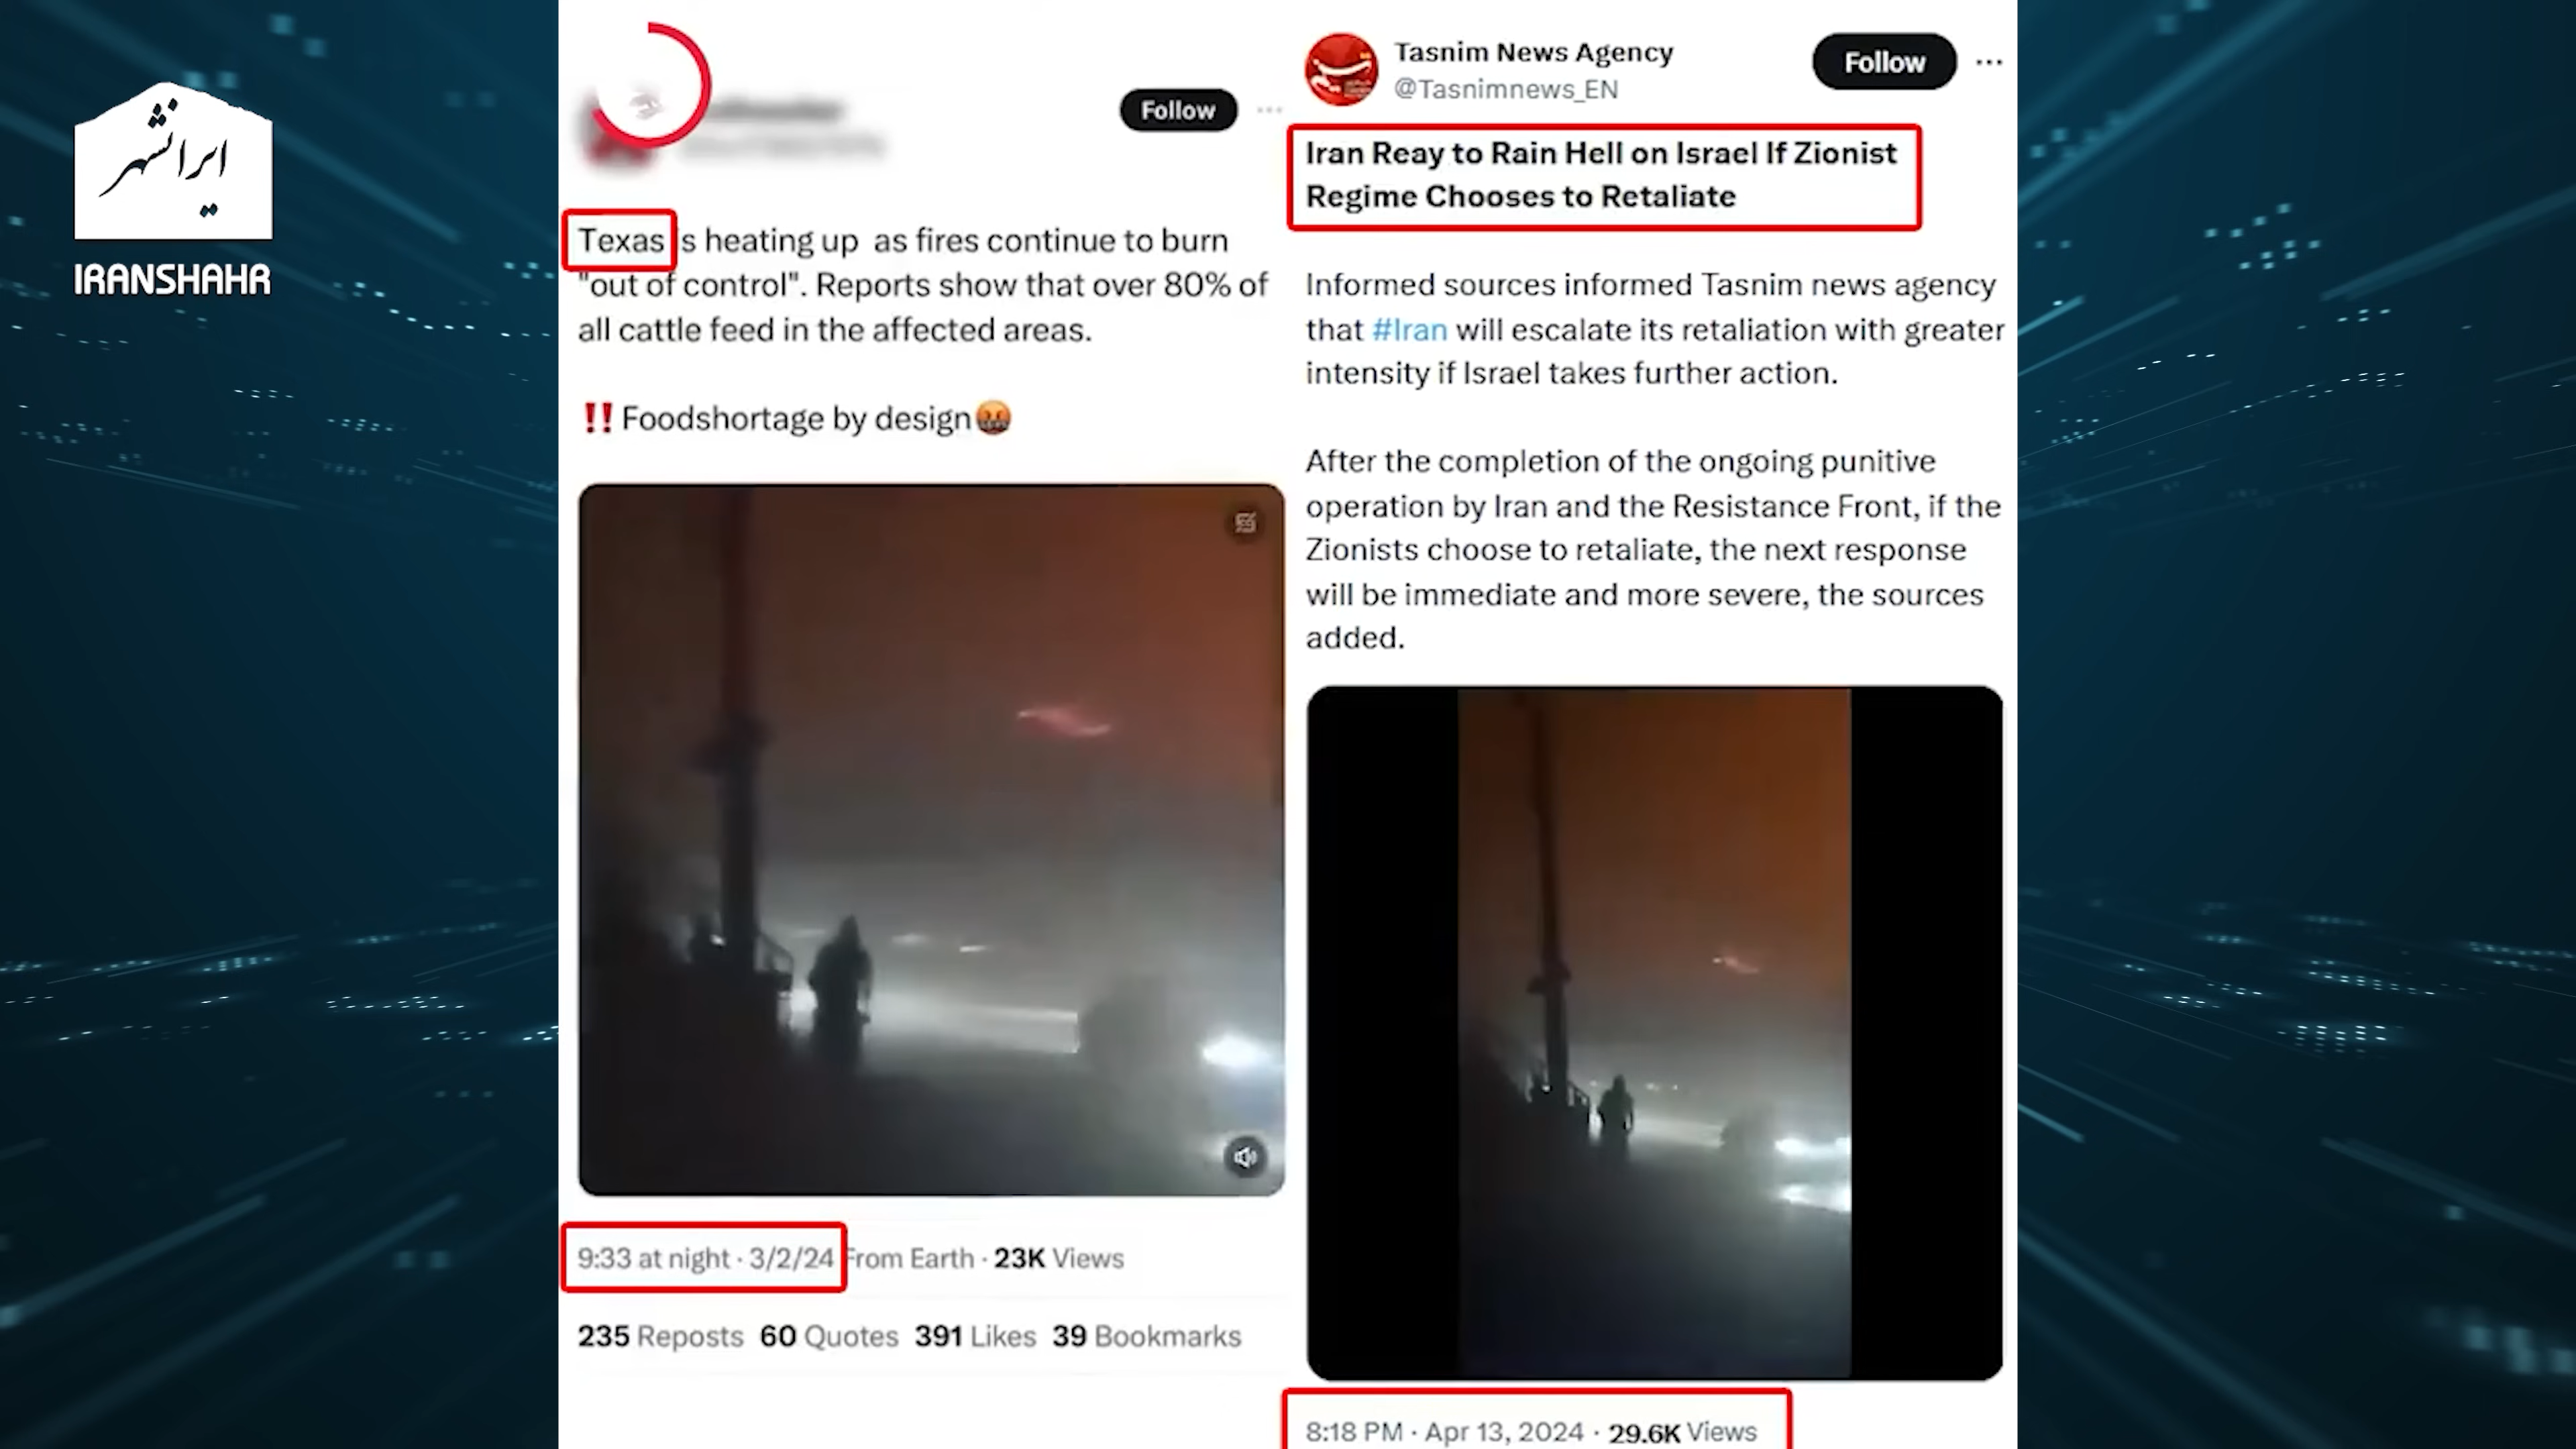 ایرانشهر
IRANSHAHR
Follow
Texas is heating up as fires continue to burn
"out of control". Reports show that over 80% of
all cattle feed in the affected areas.
‼️Foodshortage by design🤬
9:33 at night · 3/2/24 From Earth · 23K Views
235 Reposts 60 Quotes 391 Likes 39 Bookmarks
Tasnim News Agency
@Tasnimnews_EN
Follow
Iran Reay to Rain Hell on Israel If Zionist
Regime Chooses to Retaliate
Informed sources informed Tasnim news agency
that #Iran will escalate its retaliation with greater
intensity if Israel takes further action.
After the completion of the ongoing punitive
operation by Iran and the Resistance Front, if the
Zionists choose to retaliate, the next response
will be immediate and more severe, the sources
added.
8:18 PM · Apr 13, 2024 · 29.6K Views